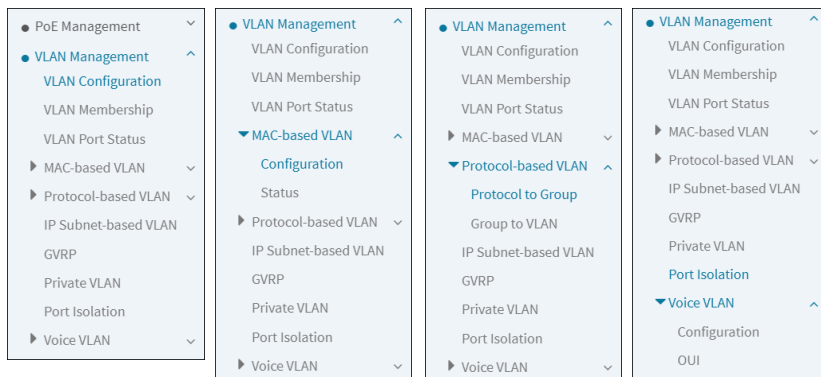 PoE Management
VLAN Management
VLAN Configuration
VLAN Membership
VLAN Port Status
MAC-based VLAN
Protocol-based VLAN
IP Subnet-based VLAN
GVRP
Private VLAN
Port Isolation
Voice VLAN
VLAN Management
VLAN Configuration
VLAN Membership
VLAN Port Status
MAC-based VLAN
Configuration
Status
Protocol-based VLAN
IP Subnet-based VLAN
GVRP
Private VLAN
Port Isolation
Voice VLAN
VLAN Management
VLAN Configuration
VLAN Membership
VLAN Port Status
MAC-based VLAN
Protocol-based VLAN
Protocol to Group
Group to VLAN
IP Subnet-based VLAN
GVRP
Private VLAN
Port Isolation
Voice VLAN
VLAN Management
VLAN Configuration
VLAN Membership
VLAN Port Status
MAC-based VLAN
Protocol-based VLAN
IP Subnet-based VLAN
GVRP
Private VLAN
Port Isolation
Voice VLAN
Configuration
OUI